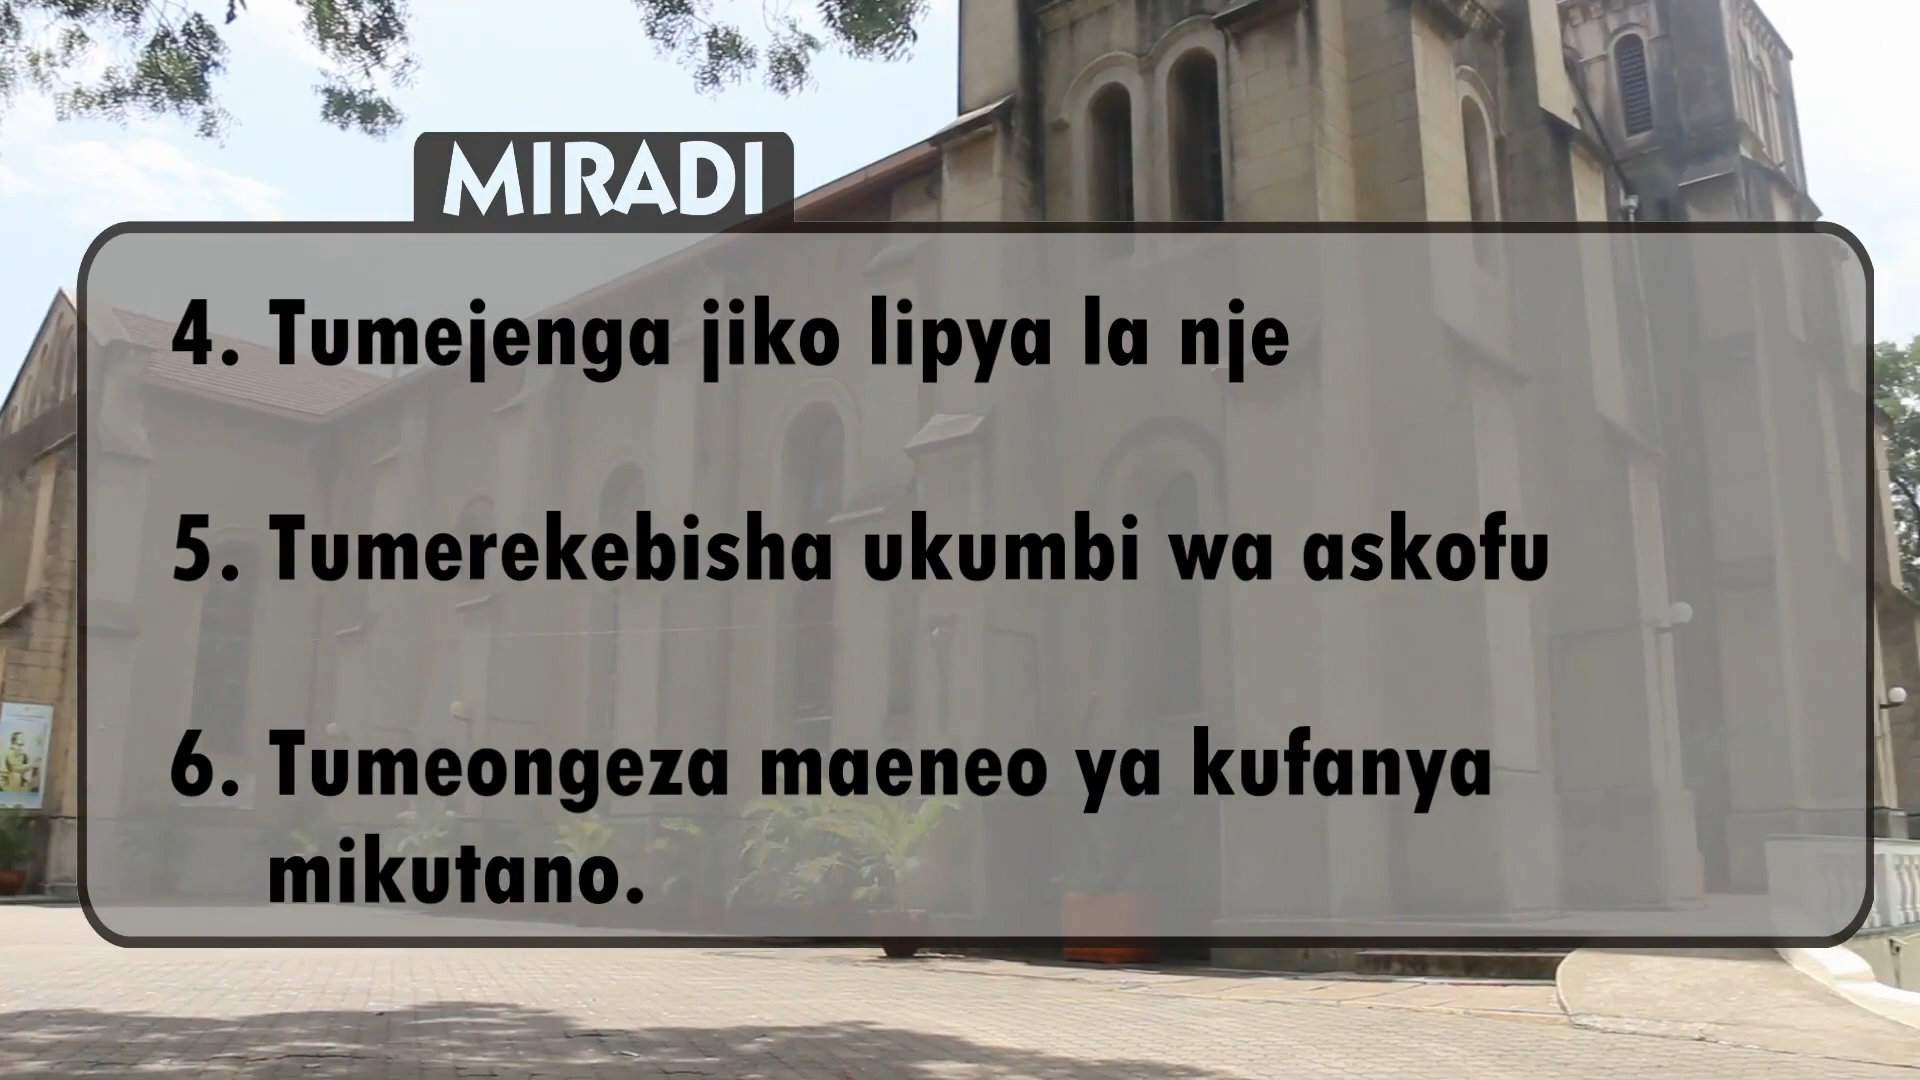 MIRADI
4. Tumejenga jiko lipya la nje
5. Tumerekebisha ukumbi wa askofu
6. Tumeongeza maeneo ya kufanya
mikutano.